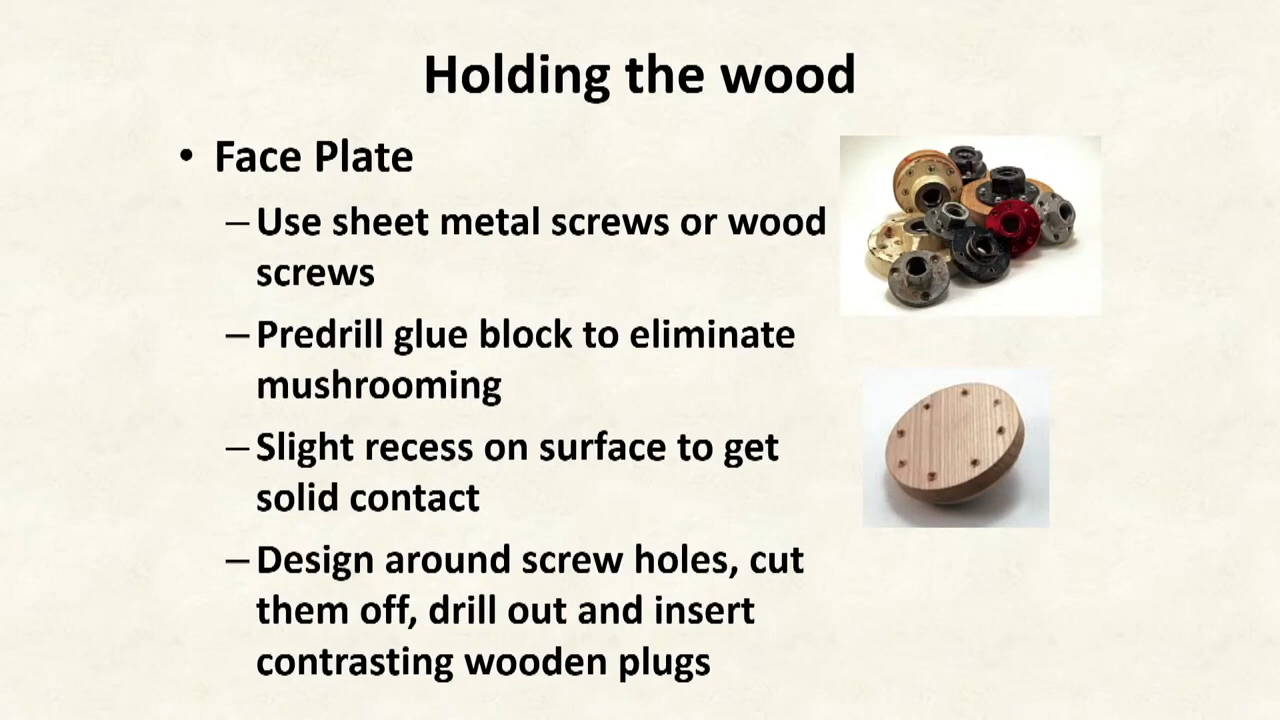 Holding the wood
• Face Plate
– Use sheet metal screws or wood
screws
– Predrill glue block to eliminate
mushrooming
– Slight recess on surface to get
solid contact
– Design around screw holes, cut
them off, drill out and insert
contrasting wooden plugs